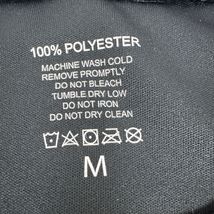 100% POLYESTER
MACHINE WASH COLD
REMOVE PROMPTLY
DO NOT BLEACH
TUMBLE DRY LOW
DO NOT IRON
DO NOT DRY CLEAN
M